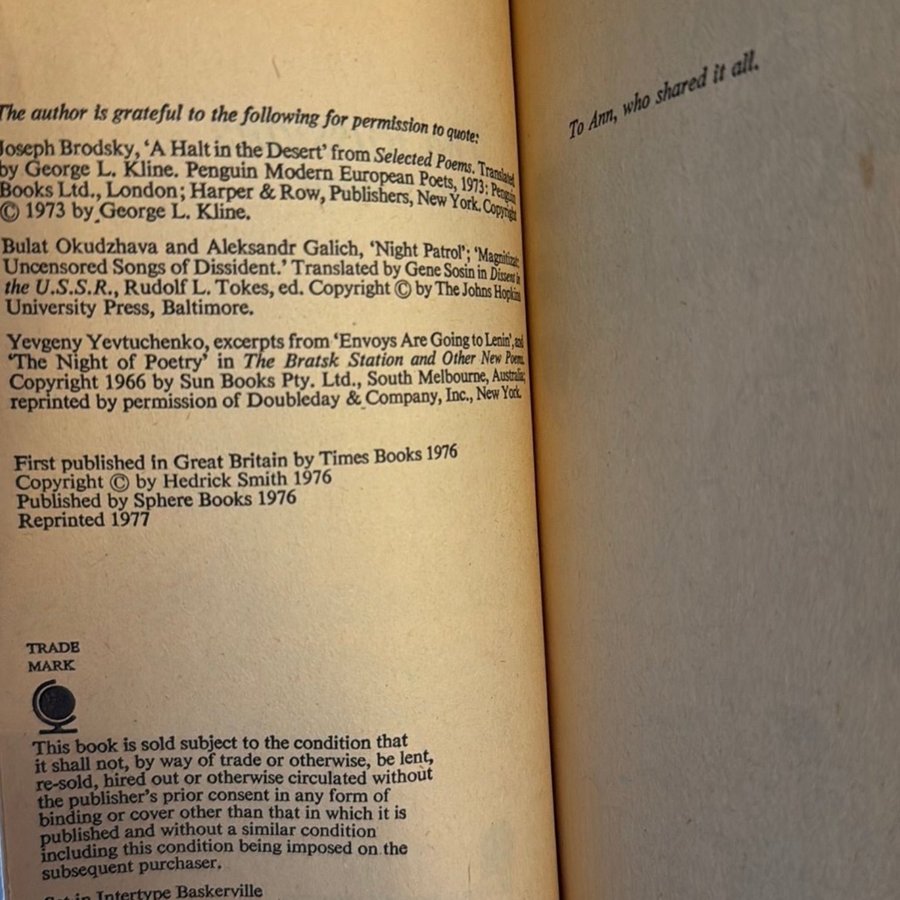 The author is grateful to the following for permission to quote:
Joseph Brodsky, ‘A Halt in the Desert’ from Selected Poems. Translated
by George L. Kline. Penguin Modern European Poets, 1973: Penguin
Books Ltd., London; Harper & Row, Publishers, New York. Copyright
© 1973 by George L. Kline.
Bulat Okudzhava and Aleksandr Galich, ‘Night Patrol’; ‘Magnitizat:
Uncensored Songs of Dissident.’ Translated by Gene Sosin in Dissent in
the U.S.S.R., Rudolf L. Tokes, ed. Copyright © by The Johns Hopkins
University Press, Baltimore.
Yevgeny Yevtuchenko, excerpts from ‘Envoys Are Going to Lenin’, and
‘The Night of Poetry’ in The Bratsk Station and Other New Poems.
Copyright 1966 by Sun Books Pty. Ltd., South Melbourne, Australia;
reprinted by permission of Doubleday & Company, Inc., New York.
First published in Great Britain by Times Books 1976
Copyright © by Hedrick Smith 1976
Published by Sphere Books 1976
Reprinted 1977
TRADE
MARK
This book is sold subject to the condition that
it shall not, by way of trade or otherwise, be lent,
re-sold, hired out or otherwise circulated without
the publisher’s prior consent in any form of
binding or cover other than that in which it is
published and without a similar condition
including this condition being imposed on the
subsequent purchaser.
Set in Intertype Baskerville
To Ann, who shared it all.